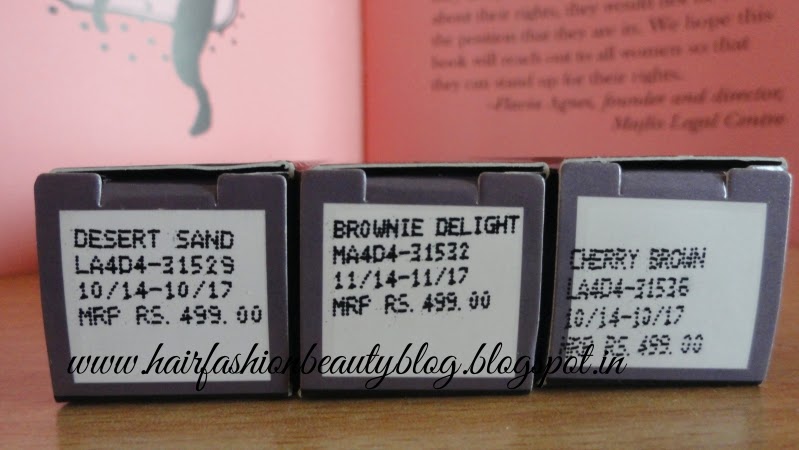 about their rights, they would not be
the position that they are in. We hope this
book will reach out to all women so that
they can stand up for their rights.
-Flavia Agnes, founder and director,
Majlis Legal Centre
DESERT SAND
LA4D4-31529
10/14-10/17
MRP RS. 499.00
BROWNIE DELIGHT
MA4D4-31532
11/14-11/17
MRP RS. 499.00
CHERRY BROWN
LA4D4-31536
10/14-10/17
MRP RS 499.00
www.hairfashionbeautyblog.blogspot.in